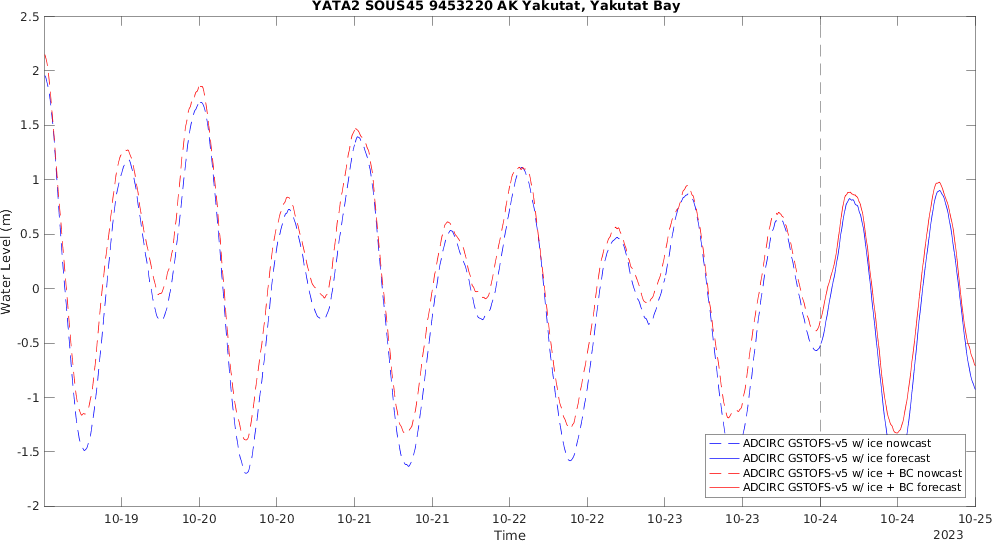 YATA2 SOUS45 9453220 AK Yakutat, Yakutat Bay
2.5
2
1.5
1
0.5
0
-0.5
-1
-1.5
-2
Water Level (m)
ADCIRC GSTOFS-v5 w/ ice nowcast
ADCIRC GSTOFS-v5 w/ ice forecast
ADCIRC GSTOFS-v5 w/ ice + BC nowcast
ADCIRC GSTOFS-v5 w/ ice + BC forecast
10-19 10-20 10-20 10-21 10-21 10-22 10-22 10-23 10-23 10-24 10-24 10-25
Time
2023